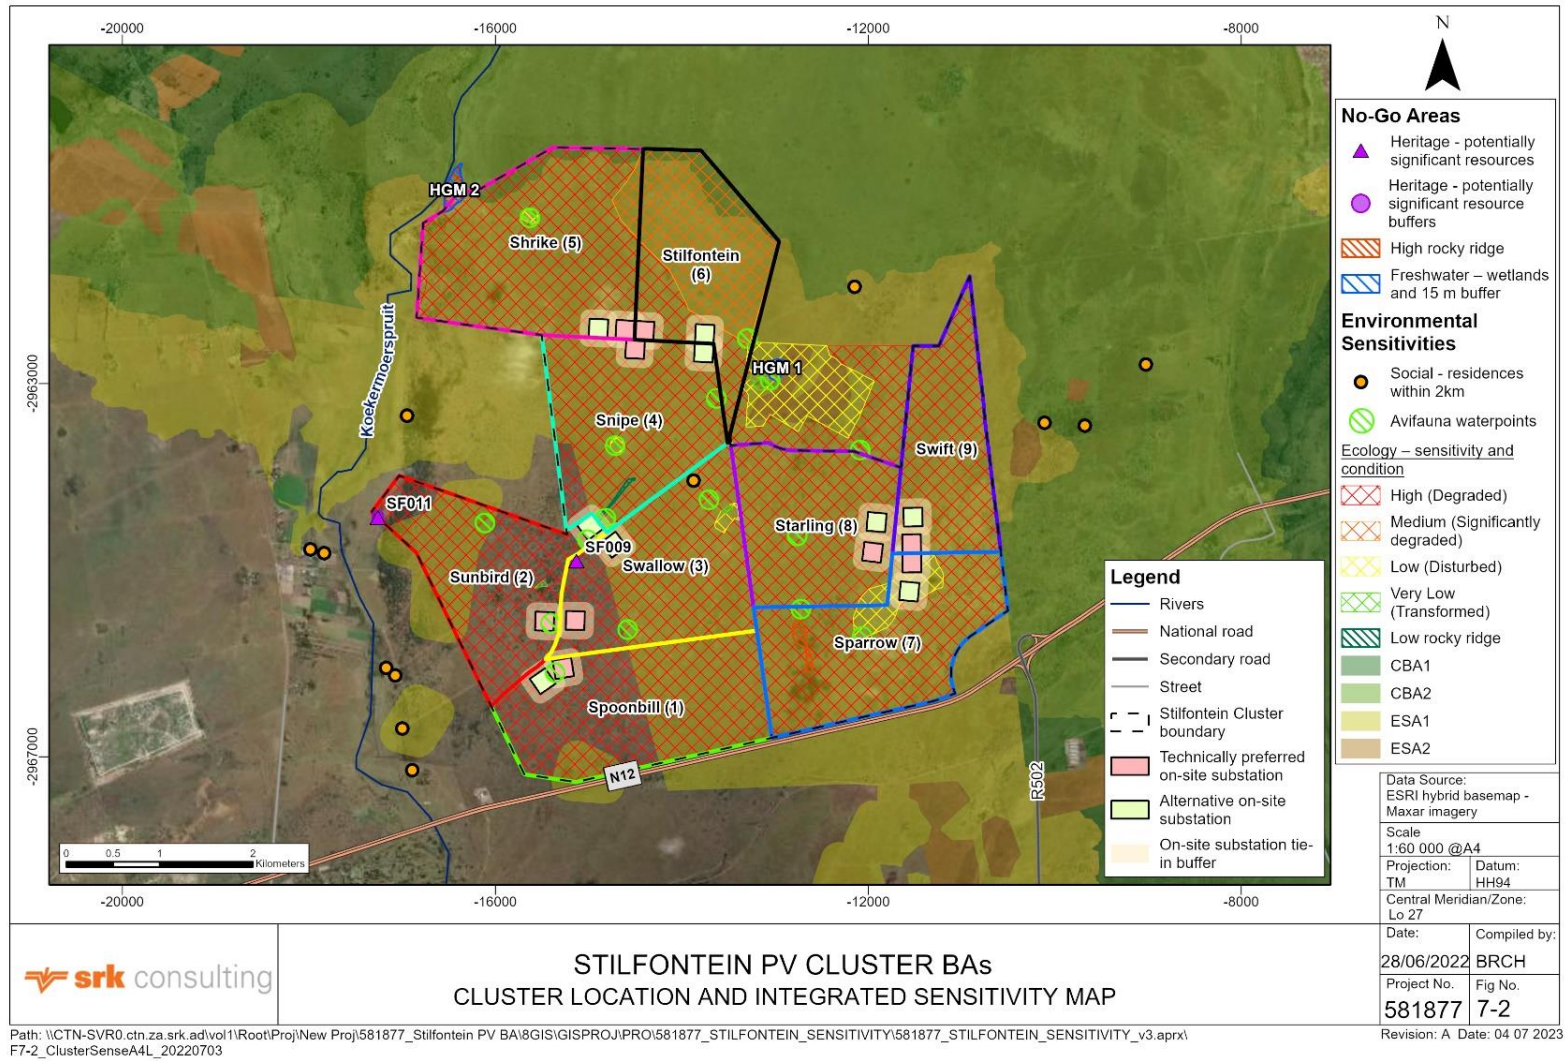 -20000
-16000
-12000
-8000
N
-2963000
-2967000
HGM 2
Shrike (5)
Stilfontein
(6)
Koekermoerspruit
HGM 1
Snipe (4)
Swift (9)
SF011
Starling (8)
SF009
Swallow (3)
Sunbird (2)
Sparrow (7)
Spoonbill (1)
N12
R502
0 0.5 1 2
Kilometers
-20000
-16000
-12000
-8000
Legend
Rivers
National road
Secondary road
Street
Stilfontein Cluster
boundary
Technically preferred
on-site substation
Alternative on-site
substation
On-site substation tie-
in buffer
No-Go Areas
Heritage - potentially
significant resources
Heritage - potentially
significant resource
buffers
High rocky ridge
Freshwater – wetlands
and 15 m buffer
Environmental
Sensitivities
Social - residences
within 2km
Avifauna waterpoints
Ecology – sensitivity and
condition
High (Degraded)
Medium (Significantly
degraded)
Low (Disturbed)
Very Low
(Transformed)
Low rocky ridge
CBA1
CBA2
ESA1
ESA2
Data Source:
ESRI hybrid basemap -
Maxar imagery
Scale
1:60 000 @A4
Projection:
TM
Datum:
HH94
Central Meridian/Zone:
Lo 27
Date:
28/06/2022
Compiled by:
BRCH
Project No.
581877
Fig No.
7-2
srk consulting
STILFONTEIN PV CLUSTER BAs
CLUSTER LOCATION AND INTEGRATED SENSITIVITY MAP
Path: \\CTN-SVR0.ctn.za.srk.ad\vol1\Root\Proj\New Proj\581877_Stilfontein PV BA\8GIS\GISPROJ\PRO\581877_STILFONTEIN_SENSITIVITY\581877_STILFONTEIN_SENSITIVITY_v3.aprx\
F7-2_ClusterSenseA4L_20220703
Revision: A Date: 04 07 2023